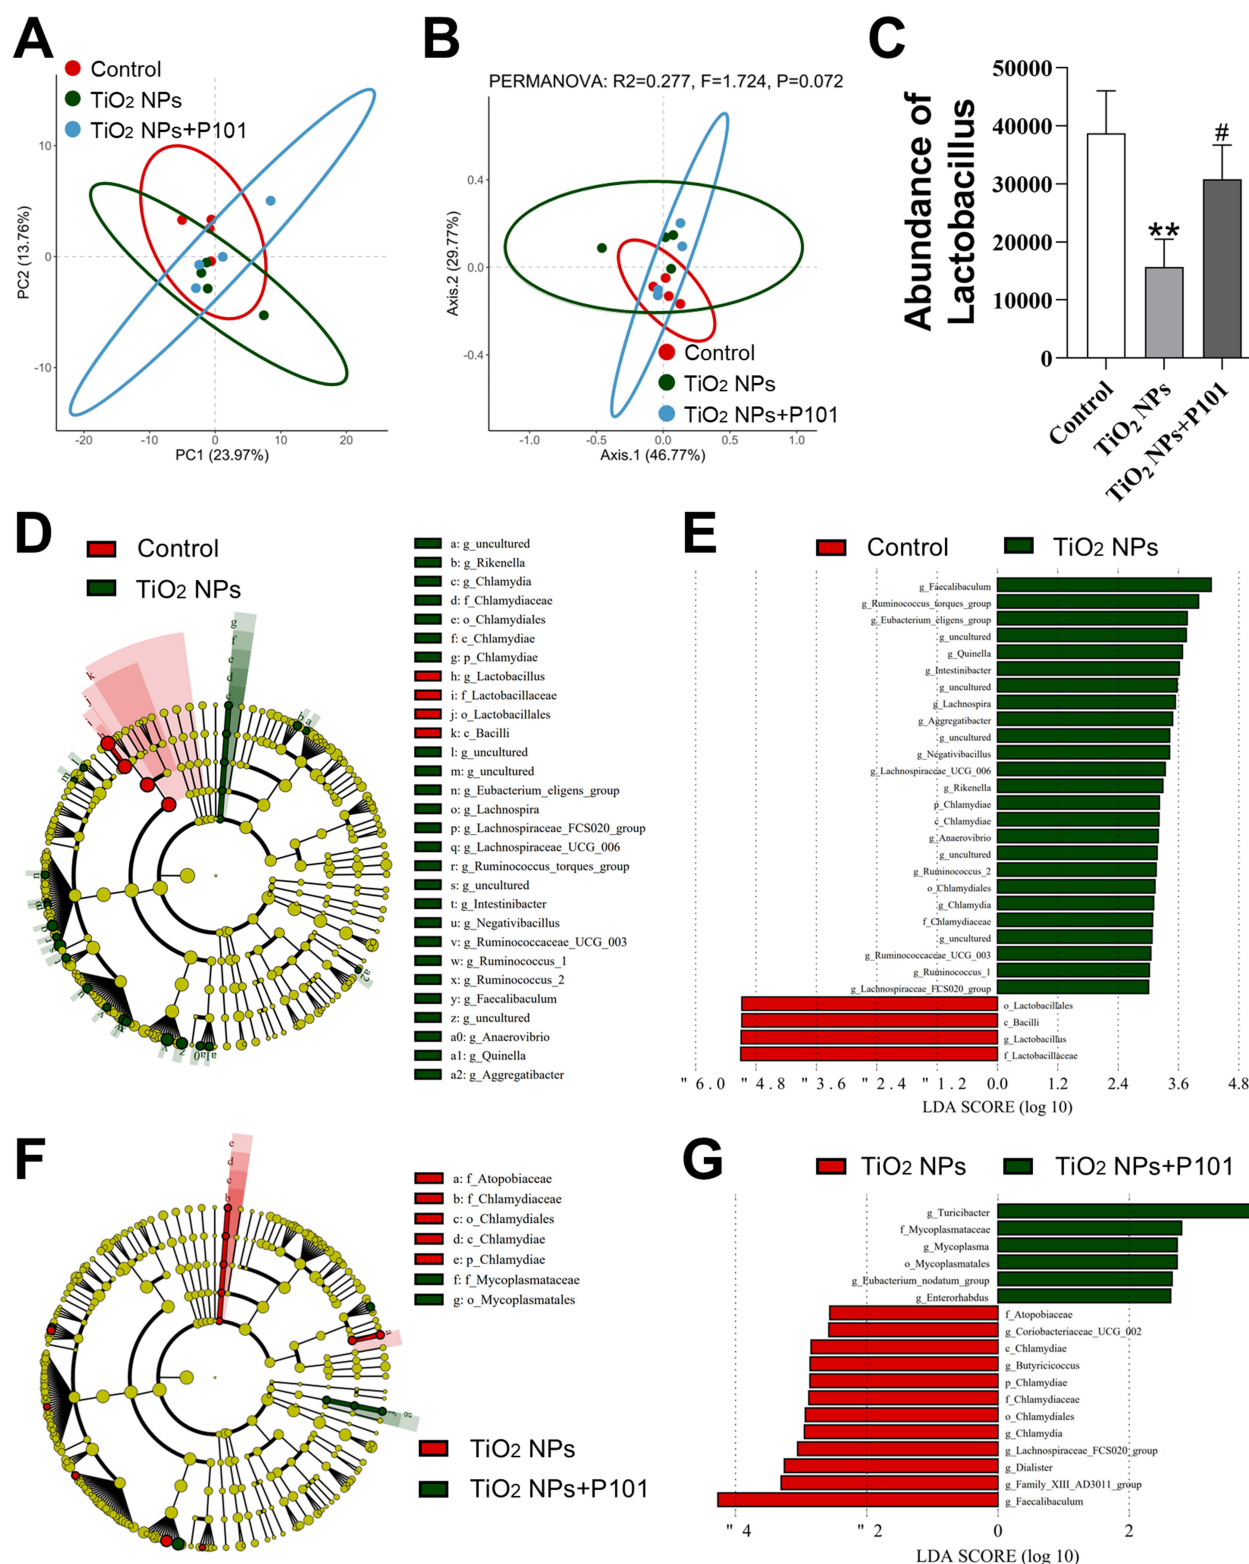 A
Control
TiO2 NPs
TiO2 NPs+P101
10
0
-10
PC2 (13.76%)
-20
-10
0
10
20
PC1 (23.97%)
B
PERMANOVA: R2=0.277, F=1.724, P=0.072
0.4
0.0
-0.4
Axis.2 (29.77%)
Control
TiO2 NPs
TiO2 NPs+P101
-1.0
-0.5
0.0
0.5
1.0
Axis.1 (46.77%)
C
Abundance of
Lactobacillus
50000
40000
30000
20000
10000
0
**
#
Control
TiO2 NPs
TiO2 NPs+P101
D
Control
TiO2 NPs
g
f
e
d
c
k
j
i
b
a
l
m
n
a2
z
a0
a1
a: g_uncultured
b: g_Rikenella
c: g_Chlamydia
d: f_Chlamydiaceae
e: o_Chlamydiales
f: c_Chlamydiae
g: p_Chlamydiae
h: g_Lactobacillus
i: f_Lactobacillaceae
j: o_Lactobacillales
k: c_Bacilli
l: g_uncultured
m: g_uncultured
n: g_Eubacterium_eligens_group
o: g_Lachnospira
p: g_Lachnospiraceae_FCS020_group
q: g_Lachnospiraceae_UCG_006
r: g_Ruminococcus_torques_group
s: g_uncultured
t: g_Intestinibacter
u: g_Negativibacillus
v: g_Ruminococcaceae_UCG_003
w: g_Ruminococcus_1
x: g_Ruminococcus_2
y: g_Faecalibaculum
z: g_uncultured
a0: g_Anaerovibrio
a1: g_Quinella
a2: g_Aggregatibacter
E
Control
TiO2 NPs
g_Faecalibaculum
g_Ruminococcus_torques_group
g_Eubacterium_eligens_group
g_uncultured
g_Quinella
g_Intestinibacter
g_uncultured
g_Lachnospira
g_Aggregatibacter
g_uncultured
g_Negativibacillus
g_Lachnospiraceae_UCG_006
g_Rikenella
p_Chlamydiae
c_Chlamydiae
g_Anaerovibrio
g_uncultured
g_Ruminococcus_2
o_Chlamydiales
g_Chlamydia
f_Chlamydiaceae
g_uncultured
g_Ruminococcaceae_UCG_003
g_Ruminococcus_1
g_Lachnospiraceae_FCS020_group
o_Lactobacillales
c_Bacilli
g_Lactobacillus
f_Lactobacillaceae
" 6.0
" 4.8
" 3.6
" 2.4
" 1.2
0.0
1.2
2.4
3.6
4.8
LDA SCORE (log 10)
F
e
d
c
b
a
g
f
a: f_Atopobiaceae
b: f_Chlamydiaceae
c: o_Chlamydiales
d: c_Chlamydiae
e: p_Chlamydiae
f: f_Mycoplasmataceae
g: o_Mycoplasmatales
TiO2 NPs
TiO2 NPs+P101
G
TiO2 NPs
TiO2 NPs+P101
g_Turicibacter
f_Mycoplasmataceae
g_Mycoplasma
o_Mycoplasmatales
g_Eubacterium_nodatum_group
g_Enterorhabdus
f_Atopobiaceae
g_Coriobacteriaceae_UCG_002
c_Chlamydiae
g_Butyricicoccus
p_Chlamydiae
f_Chlamydiaceae
o_Chlamydiales
g_Chlamydia
g_Lachnospiraceae_FCS020_group
g_Dialister
g_Family_XIII_AD3011_group
g_Faecalibaculum
" 4
" 2
0
2
LDA SCORE (log 10)